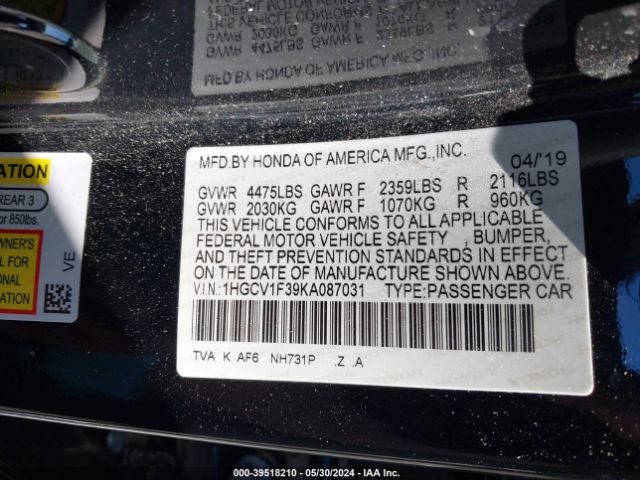 MFD.BY HONDA OF AMERICA MFG.,INC. 04/'19
GVWR 4475LBS GAWR F 2359LBS R 2116LBS
GVWR 2030KG GAWR F 1070KG R 960KG
THIS VEHICLE CONFORMS TO ALL APPLICABLE
FEDERAL MOTOR VEHICLE SAFETY , BUMPER,
AND THEFT PREVENTION STANDARDS IN EFFECT
ON THE DATE OF MANUFACTURE SHOWN ABOVE.
VIN:1HGCV1F39KA087031 TYPE:PASSENGER CAR
TVA K AF6 NH731P .Z .A
REAR 3
or 850lbs.
VE
000-39518210 - 05/30/2024 - IAA Inc.